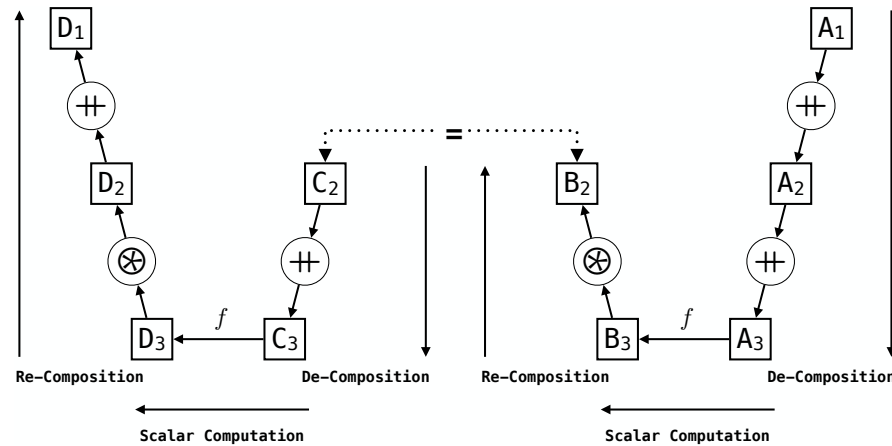 D1 A1
⧺ ⧺
=
D2 C2 B2 A2
⊛ ⧺ ⊛ ⧺
f f
D3 C3 B3 A3
Re-Composition De-Composition Re-Composition De-Composition
Scalar Computation Scalar Computation